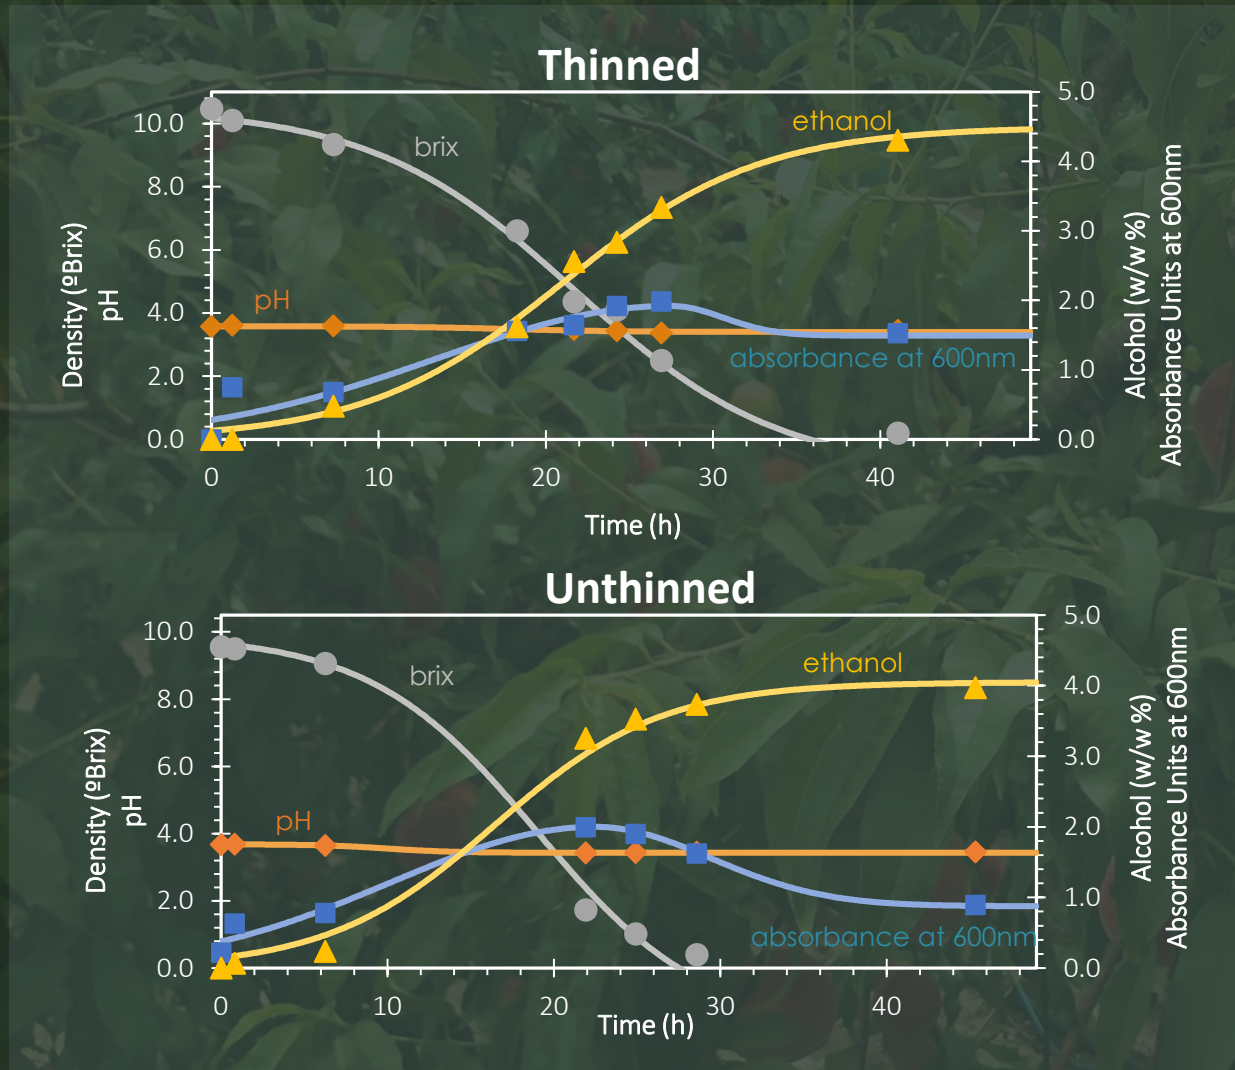 Thinned
5.0
ethanol
10.0
brix
4.0
8.0
3.0
6.0
pH
4.0
2.0
absorbance at 600nm
2.0
1.0
0.0
0.0
0
10
20
30
40
Time (h)
Density (ºBrix)
pH
Alcohol (w/w %)
Absorbance Units at 600nm
Unthinned
5.0
10.0
ethanol
brix
4.0
8.0
3.0
6.0
pH
4.0
2.0
2.0
1.0
absorbance at 600nm
0.0
0.0
0
10
20
30
40
Time (h)
Density (ºBrix)
pH
Alcohol (w/w %)
Absorbance Units at 600nm